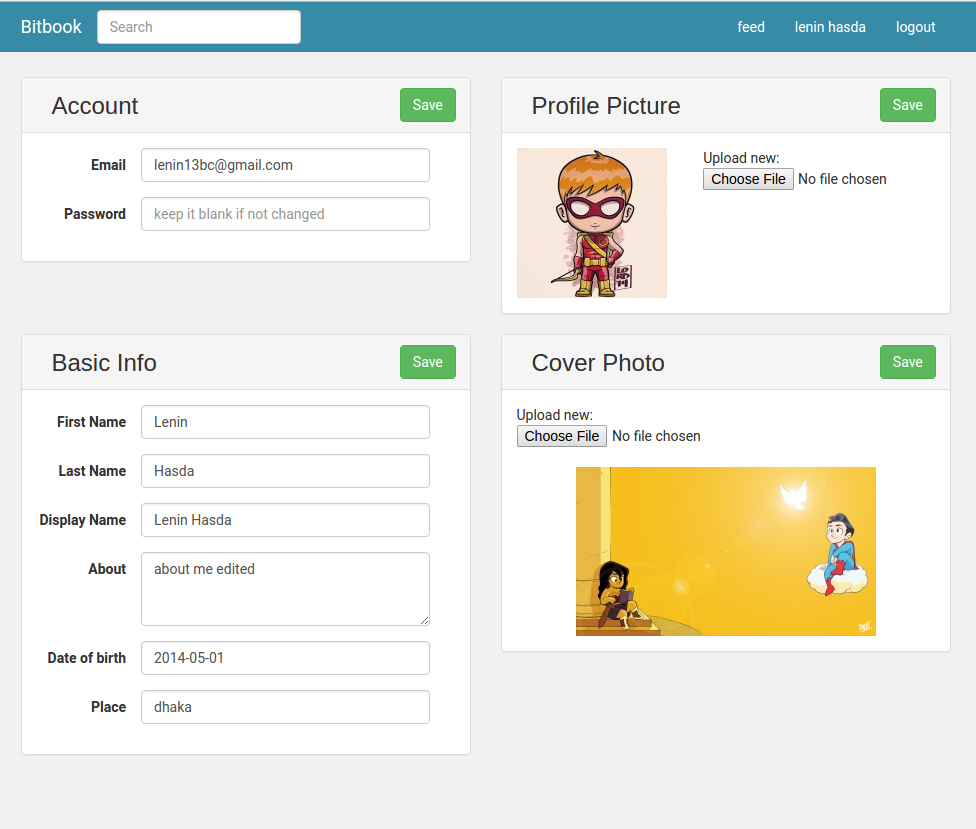 Bitbook Search feed lenin hasda logout
Account Save
Email lenin13bc@gmail.com
Password keep it blank if not changed
Profile Picture Save
Upload new:
Choose File No file chosen
LO
RD
14
Basic Info Save
First Name Lenin
Last Name Hasda
Display Name Lenin Hasda
About about me edited
Date of birth 2014-05-01
Place dhaka
Cover Photo Save
Upload new:
Choose File No file chosen